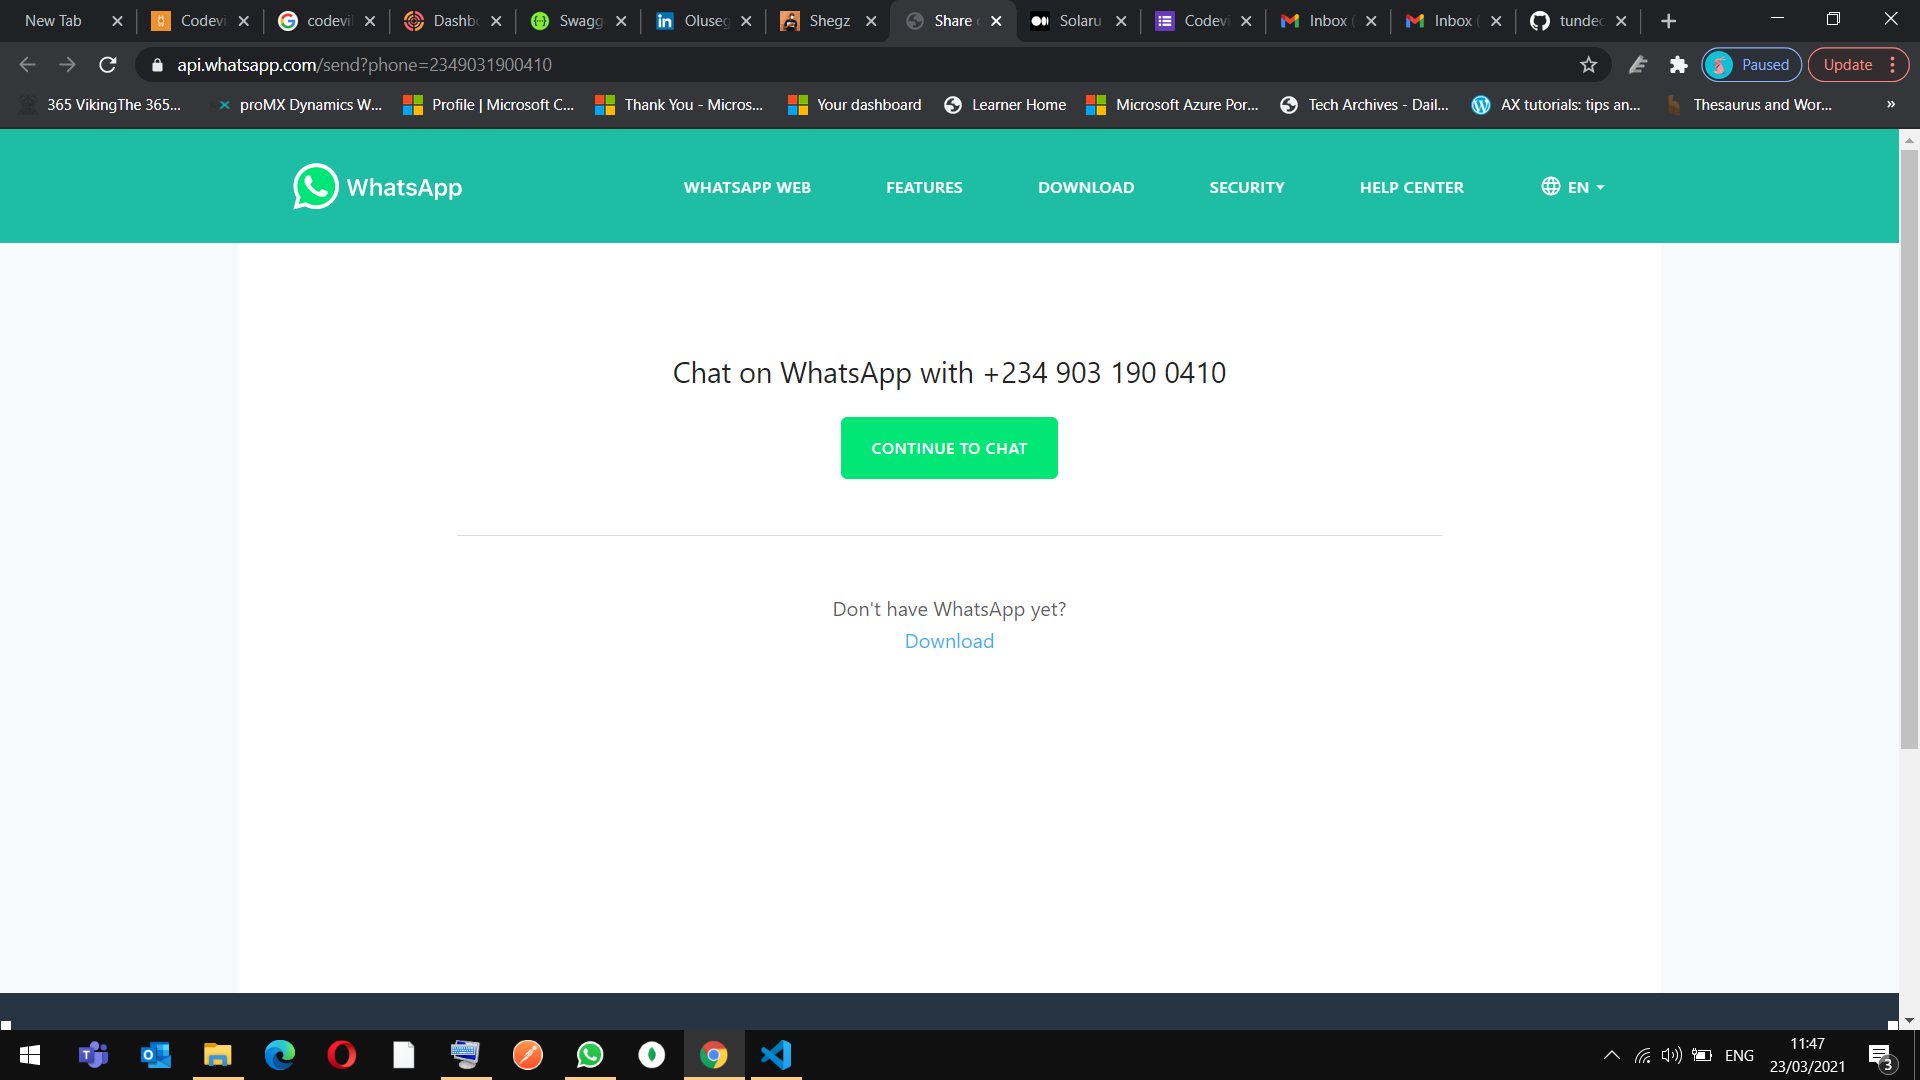 New Tab
Codevi
codevil
Dashbo
Swagg
Oluseg
Shegz
Share
Solaru
Codevi
Inbox (
Inbox (
tundec
api.whatsapp.com/send?phone=2349031900410
Paused
Update
365 VikingThe 365...
proMX Dynamics W...
Profile | Microsoft C...
Thank You - Micros...
Your dashboard
Learner Home
Microsoft Azure Por...
Tech Archives - Dail...
AX tutorials: tips an...
Thesaurus and Wor...
»
WhatsApp
WHATSAPP WEB
FEATURES
DOWNLOAD
SECURITY
HELP CENTER
EN
Chat on WhatsApp with +234 903 190 0410
CONTINUE TO CHAT
Don't have WhatsApp yet?
Download
ENG
11:47
23/03/2021
3